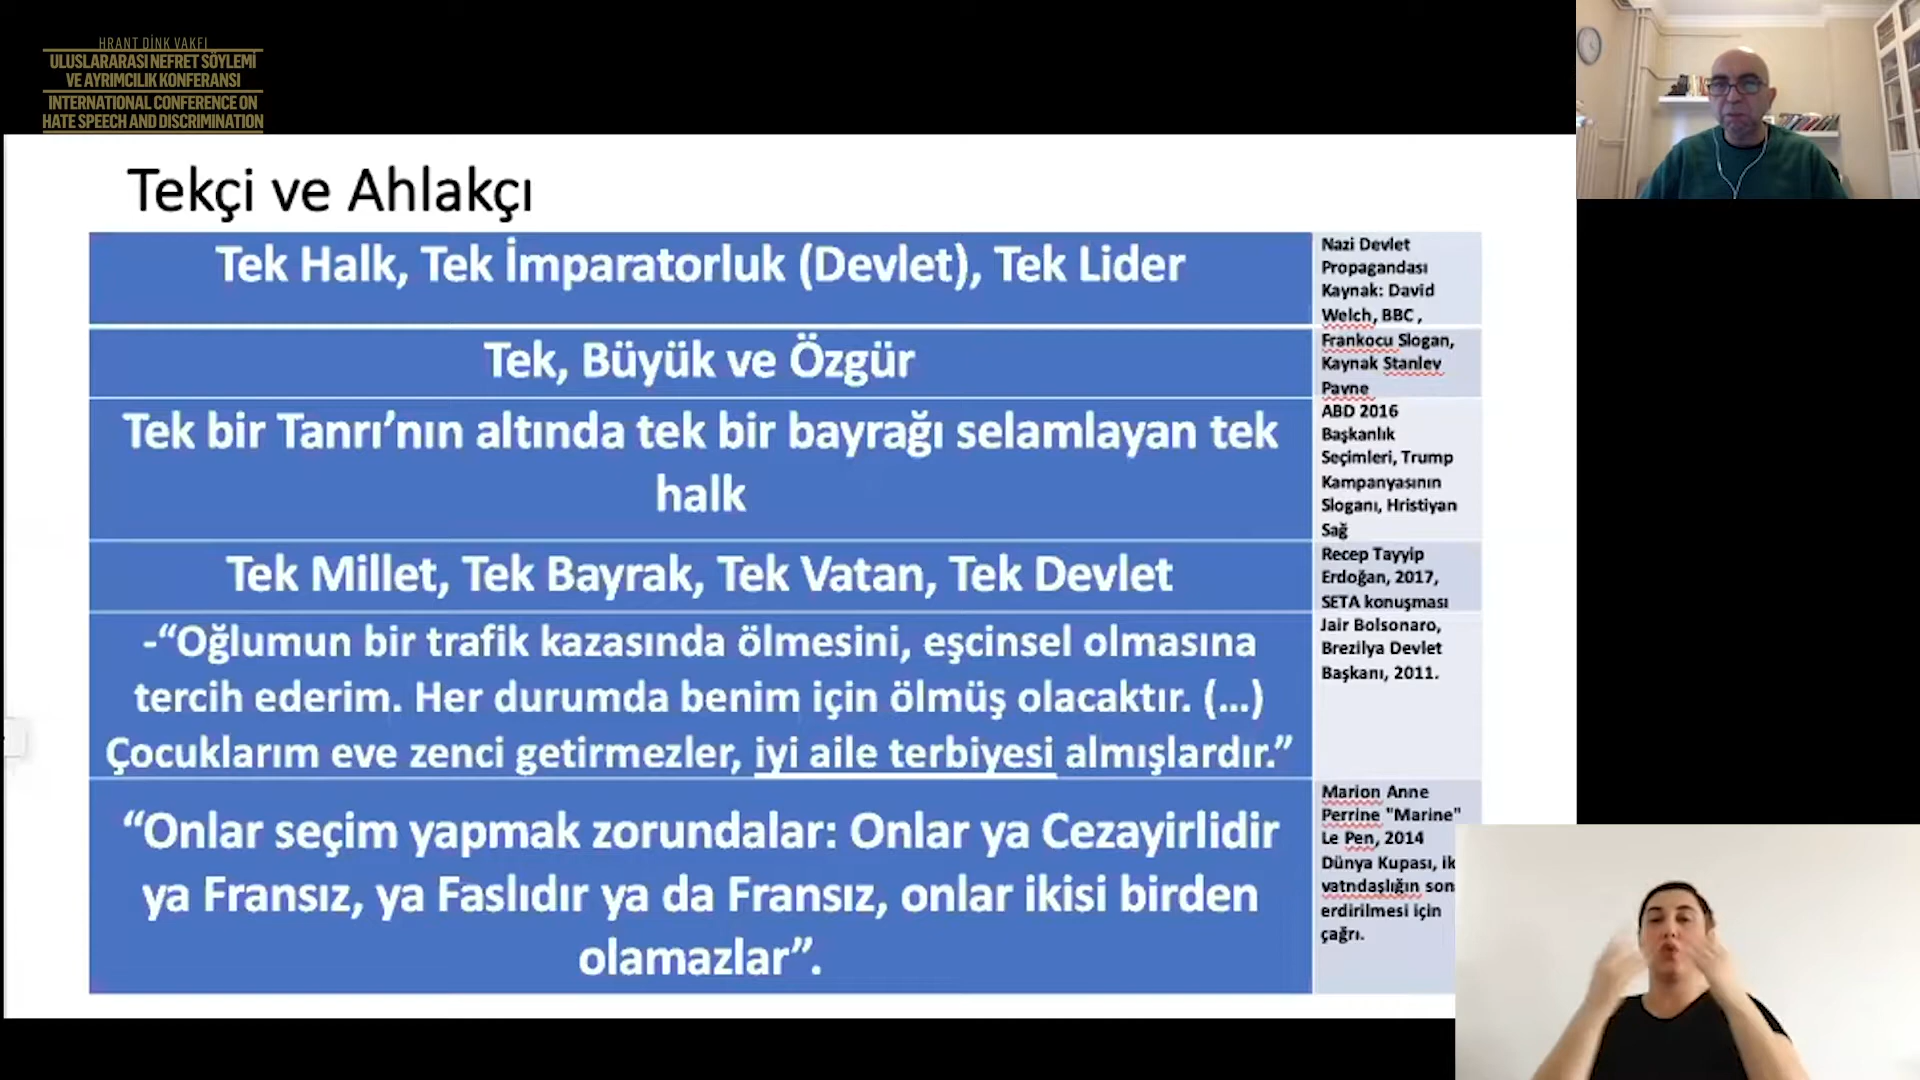 HRANT DİNK VAKFI
ULUSLARARASI NEFRET SÖYLEMİ
VE AYRIMCILIK KONFERANSI
INTERNATIONAL CONFERENCE ON
HATE SPEECH AND DISCRIMINATION
Tekçi ve Ahlakçı
Tek Halk, Tek İmparatorluk (Devlet), Tek Lider
Nazi Devlet
Propagandası
Kaynak: David
Welch, BBC ,
Tek, Büyük ve Özgür
Frankocu Slogan,
Kaynak Stanley
Payne
Tek bir Tanrı’nın altında tek bir bayrağı selamlayan tek
halk
ABD 2016
Başkanlık
Seçimleri, Trump
Kampanyasının
Sloganı, Hristiyan
Sağ
Tek Millet, Tek Bayrak, Tek Vatan, Tek Devlet
Recep Tayyip
Erdoğan, 2017,
SETA konuşması
-“Oğlumun bir trafik kazasında ölmesini, eşcinsel olmasına
tercih ederim. Her durumda benim için ölmüş olacaktır. (…)
Çocuklarım eve zenci getirmezler, iyi aile terbiyesi almışlardır.”
Jair Bolsonaro,
Brezilya Devlet
Başkanı, 2011.
“Onlar seçim yapmak zorundalar: Onlar ya Cezayirlidir
ya Fransız, ya Faslıdır ya da Fransız, onlar ikisi birden
olamazlar”.
Marion Anne
Perrine "Marine"
Le Pen, 2014
Dünya Kupası, ik
vatndaşlığın son
erdirilmesi için
çağrı.